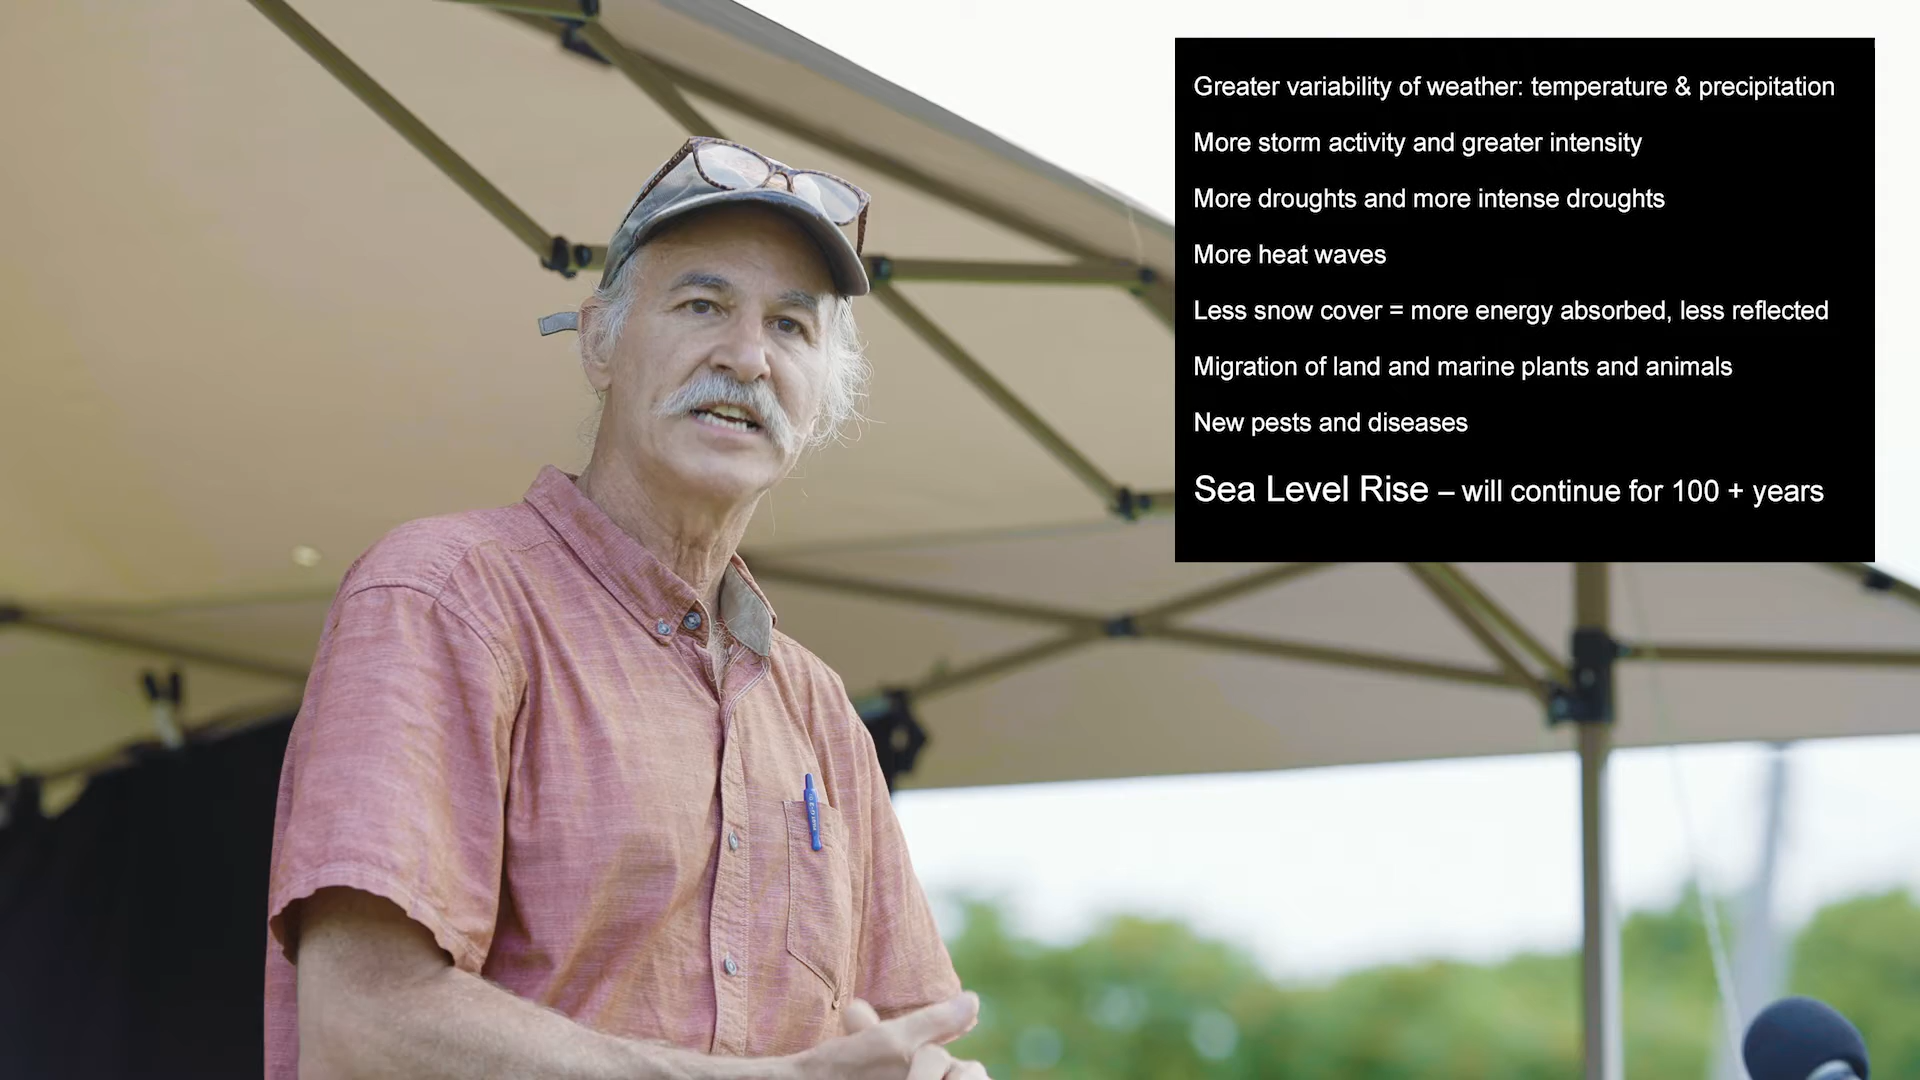 Greater variability of weather: temperature & precipitation
More storm activity and greater intensity
More droughts and more intense droughts
More heat waves
Less snow cover = more energy absorbed, less reflected
Migration of land and marine plants and animals
New pests and diseases
Sea Level Rise – will continue for 100 + years